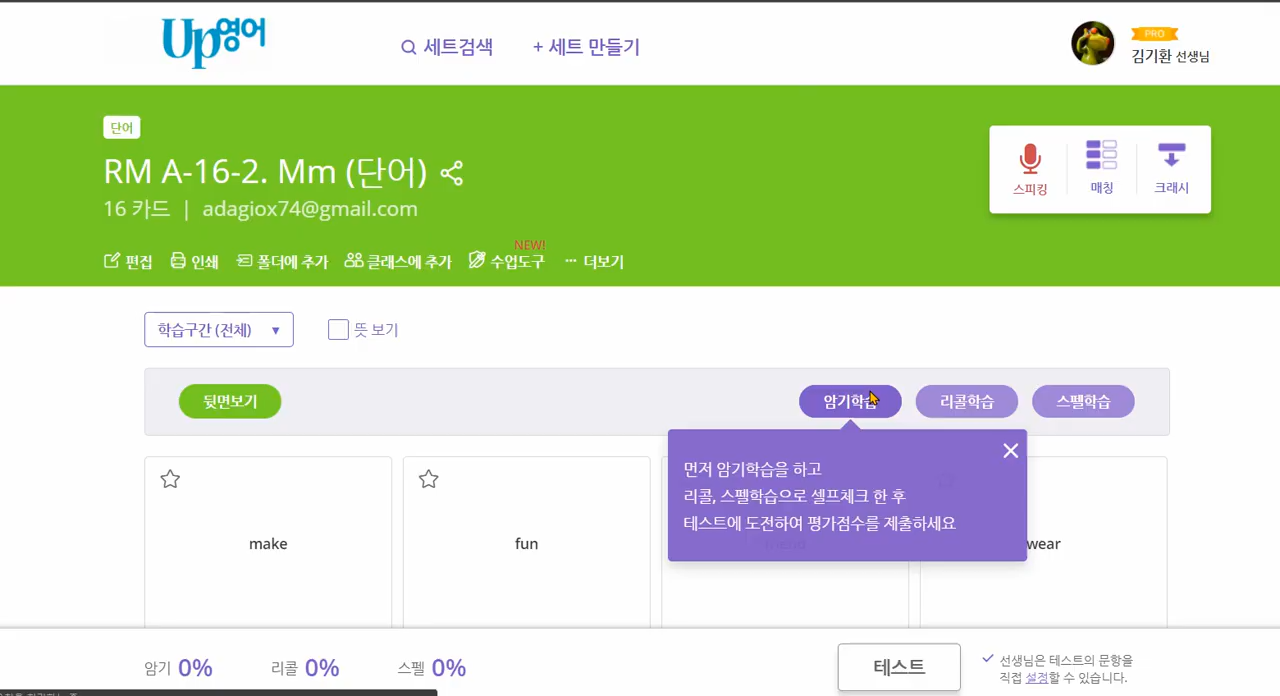 Up영어
세트검색
+ 세트 만들기
PRO
김기환 선생님
단어
RM A-16-2. Mm (단어)
16 카드 | adagiox74@gmail.com
스피킹
매칭
크래시
NEW!
편집
인쇄
폴더에 추가
클래스에 추가
수업도구
··· 더보기
학습구간 (전체) ▼
뜻 보기
뒷면보기
암기학습
리콜학습
스펠학습
먼저 암기학습을 하고
리콜, 스펠학습으로 셀프체크 한 후
테스트에 도전하여 평가점수를 제출하세요
make
fun
wear
암기 0%
리콜 0%
스펠 0%
테스트
선생님은 테스트의 문항을
직접 설정할 수 있습니다.